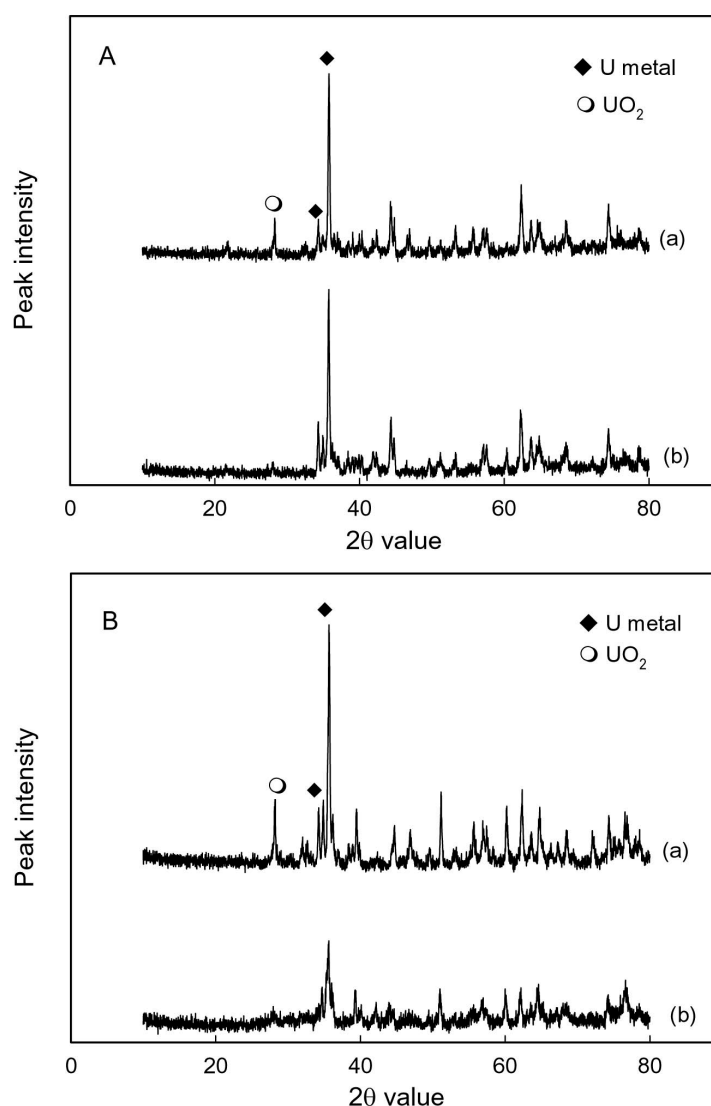 A
◆ U metal
UO₂
Peak intensity
(a)
(b)
0 20 40 60 80
2θ value
B
◆ U metal
UO₂
Peak intensity
(a)
(b)
0 20 40 60 80
2θ value